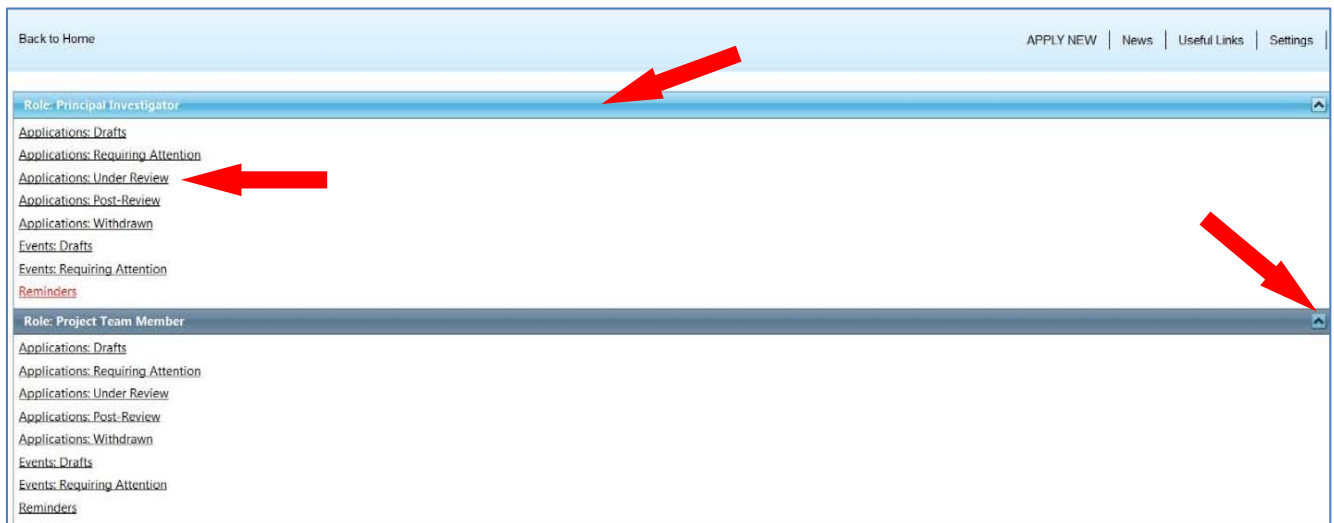 Back to Home APPLY NEW | News | Useful Links | Settings |
Role: Principal Investigator
Applications: Drafts
Applications: Requiring Attention
Applications: Under Review
Applications: Post-Review
Applications: Withdrawn
Events: Drafts
Events: Requiring Attention
Reminders
Role: Project Team Member
Applications: Drafts
Applications: Requiring Attention
Applications: Under Review
Applications: Post-Review
Applications: Withdrawn
Events: Drafts
Events: Requiring Attention
Reminders